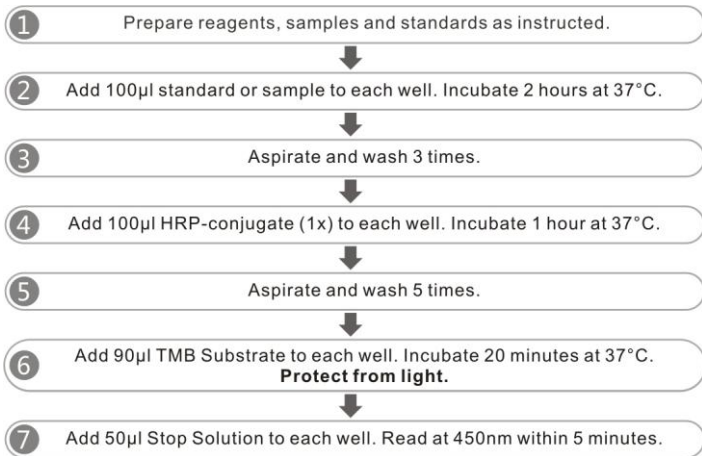 1 Prepare reagents, samples and standards as instructed.
2 Add 100μl standard or sample to each well. Incubate 2 hours at 37°C.
3 Aspirate and wash 3 times.
4 Add 100μl HRP-conjugate (1x) to each well. Incubate 1 hour at 37°C.
5 Aspirate and wash 5 times.
6 Add 90μl TMB Substrate to each well. Incubate 20 minutes at 37°C.
Protect from light.
7 Add 50μl Stop Solution to each well. Read at 450nm within 5 minutes.